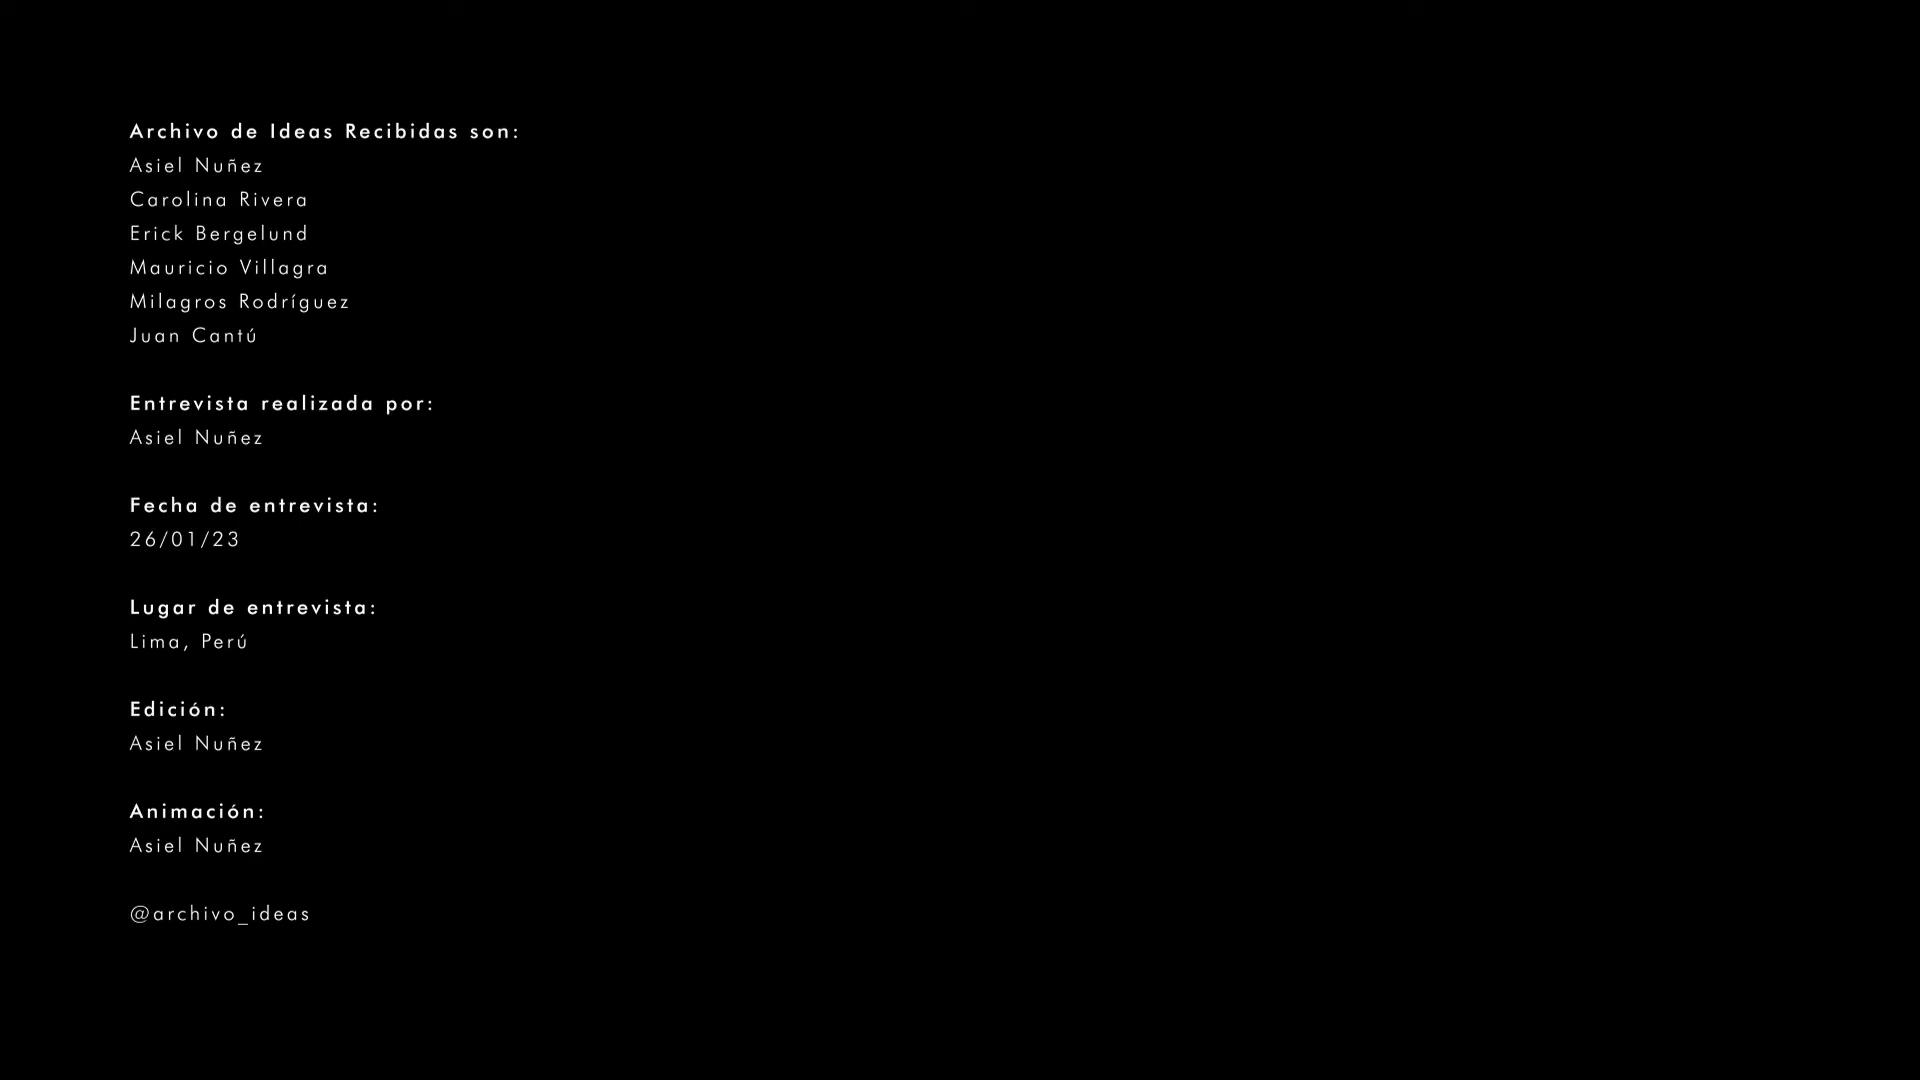 Archivo de Ideas Recibidas son:
Asiel Nuñez
Carolina Rivera
Erick Bergelund
Mauricio Villagra
Milagros Rodríguez
Juan Cantú
Entrevista realizada por:
Asiel Nuñez
Fecha de entrevista:
26/01/23
Lugar de entrevista:
Lima, Perú
Edición:
Asiel Nuñez
Animación:
Asiel Nuñez
@archivo_ideas